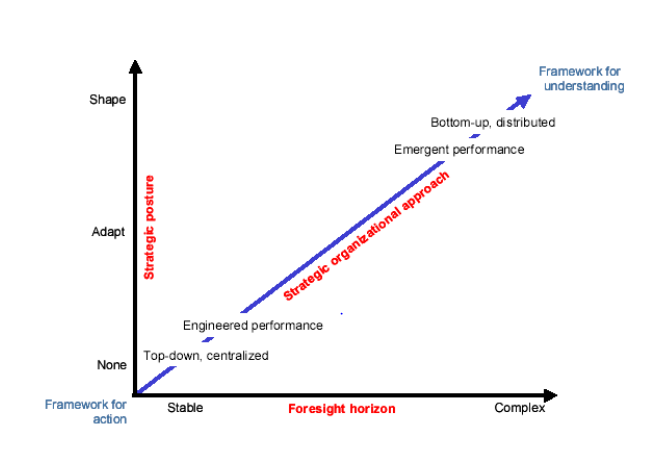 Framework for
understanding
Shape
Bottom-up, distributed
Emergent performance
Strategic posture
Strategic organizational approach
Adapt
Engineered performance
Top-down, centralized
None
Framework for
action
Stable
Foresight horizon
Complex